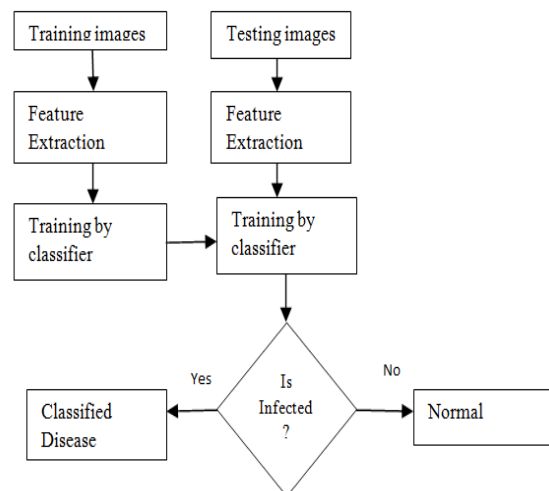 Training images
Testing images
Feature
Extraction
Feature
Extraction
Training by
classifier
Training by
classifier
Yes
Is
Infected
?
No
Classified
Disease
Normal